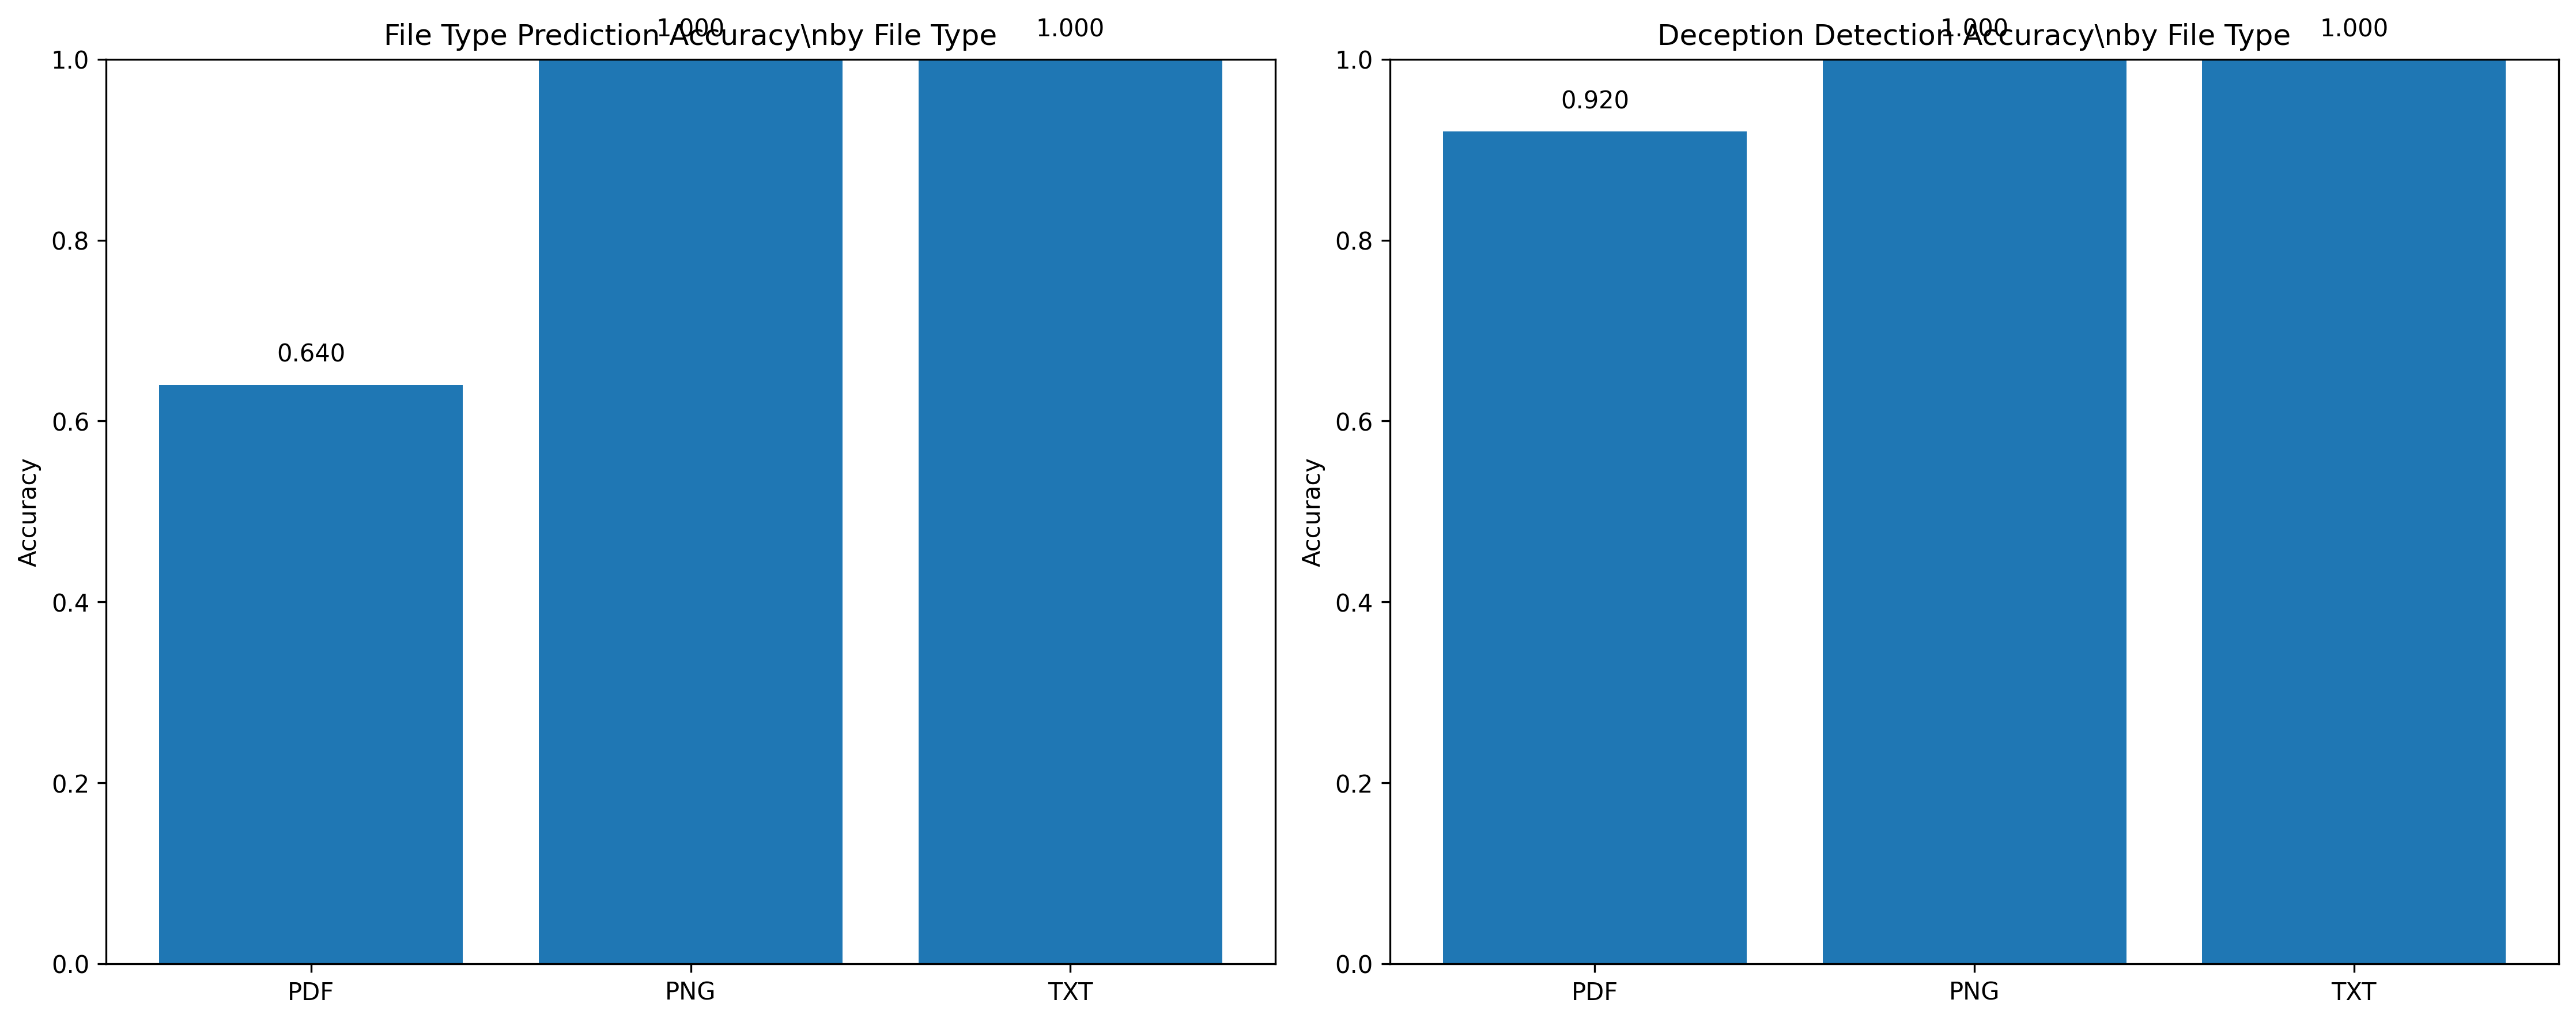 File Type Prediction Accuracy\nby File Type
1.000
1.000
0.640
1.0
0.8
0.6
0.4
0.2
0.0
Accuracy
PDF
PNG
TXT
Deception Detection Accuracy\nby File Type
1.000
1.000
0.920
1.0
0.8
0.6
0.4
0.2
0.0
Accuracy
PDF
PNG
TXT